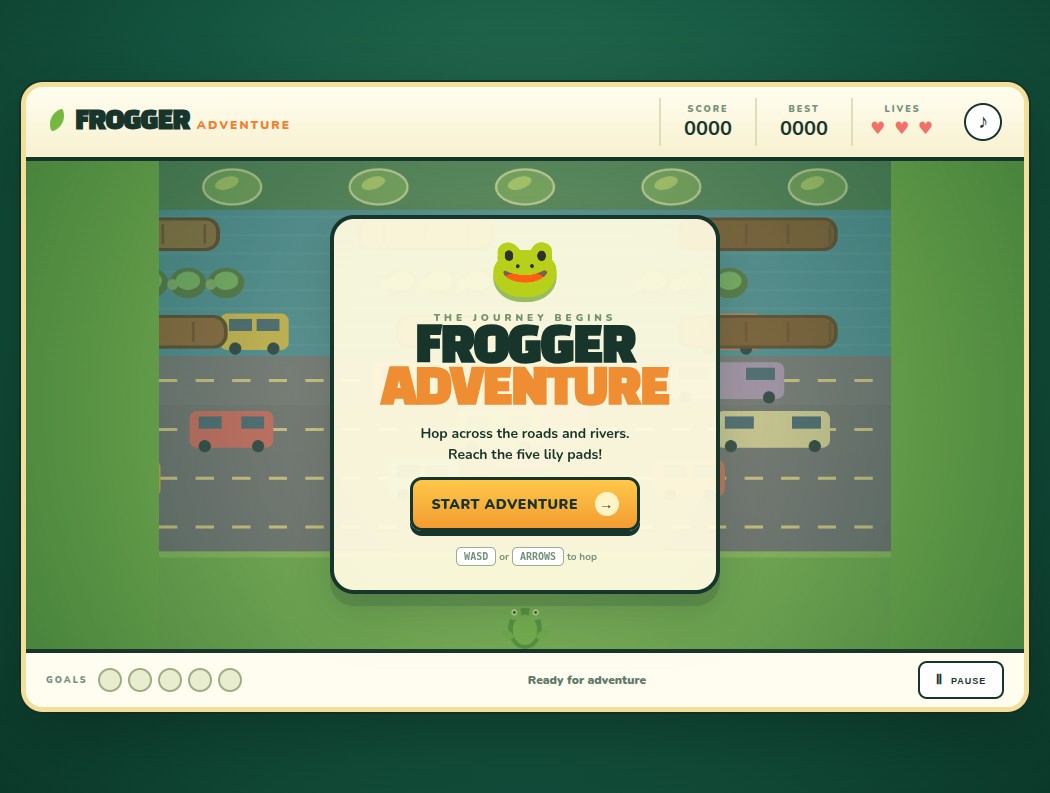 FROGGER ADVENTURE
SCORE
0000
BEST
0000
LIVES
THE JOURNEY BEGINS
FROGGER
ADVENTURE
Hop across the roads and rivers.
Reach the five lily pads!
START ADVENTURE →
WASD or ARROWS to hop
GOALS
Ready for adventure
PAUSE